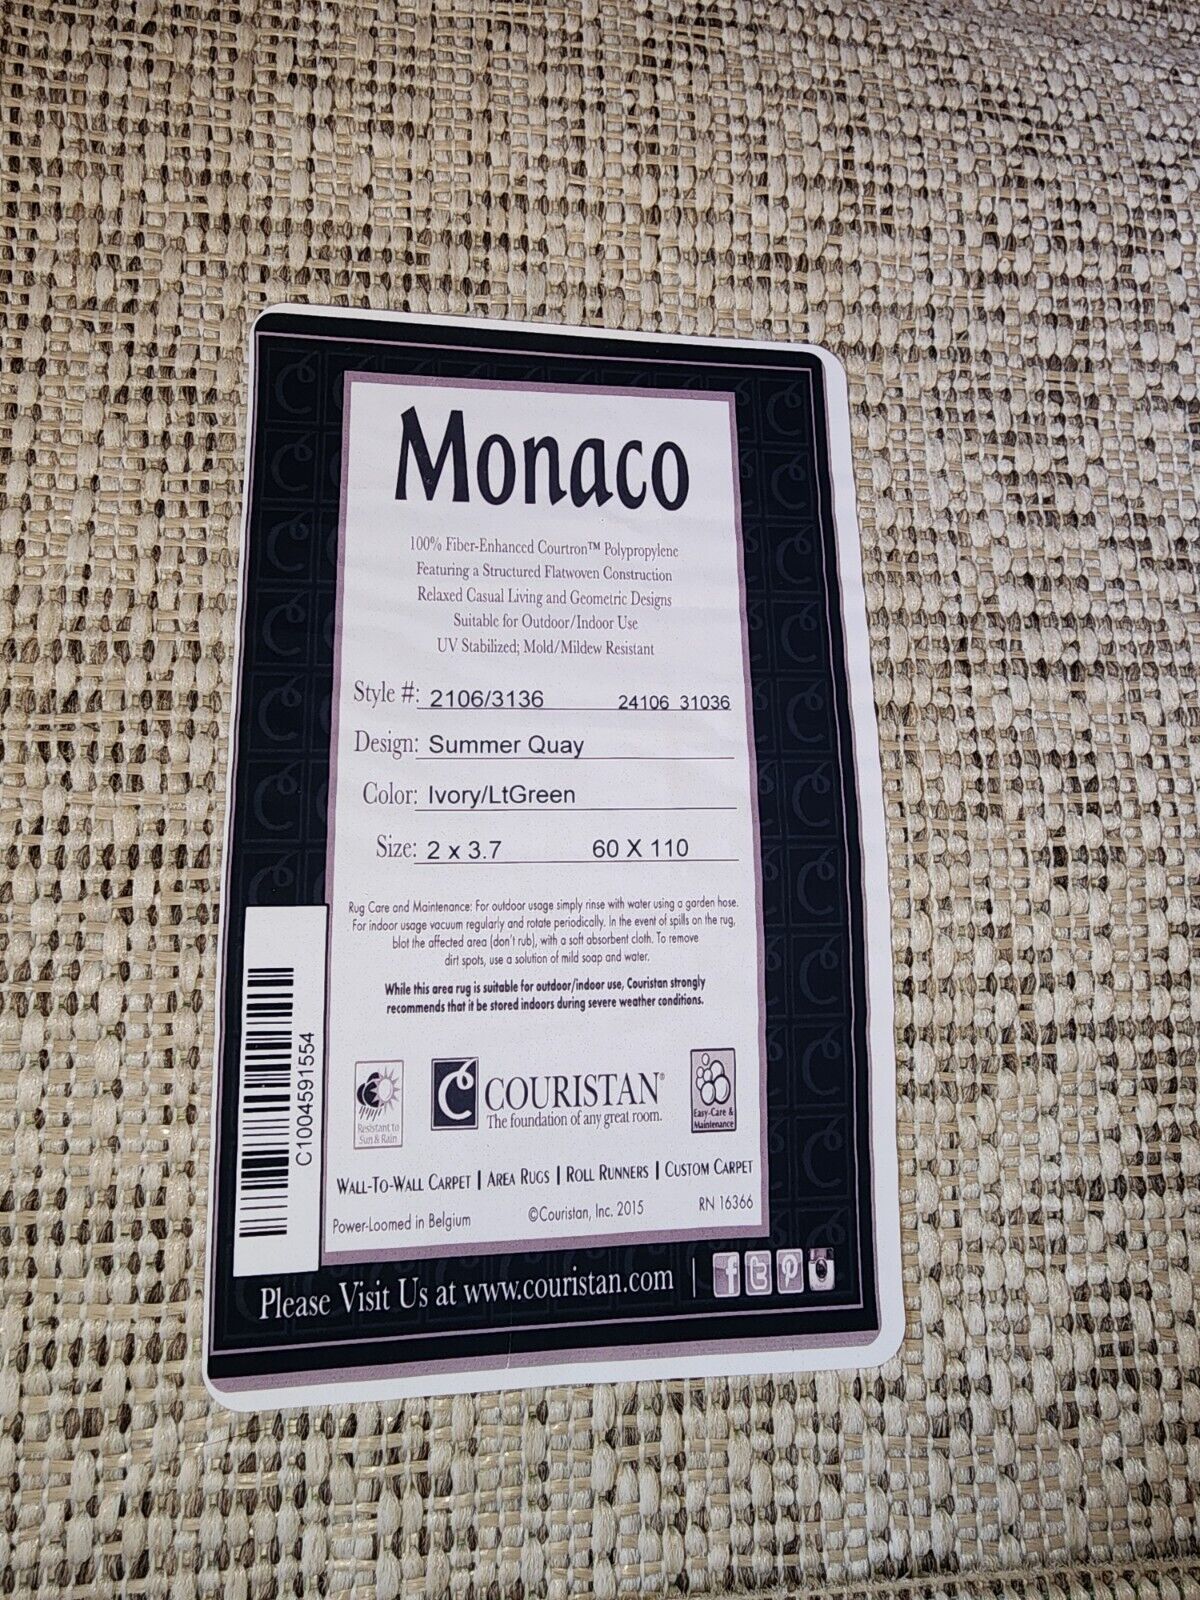 Monaco
100% Fiber-Enhanced Courtron™ Polypropylene
Featuring a Structured Flatwoven Construction
Relaxed Casual Living and Geometric Designs
Suitable for Outdoor/Indoor Use
UV Stabilized; Mold/Mildew Resistant
Style #: 2106/3136 24106 31036
Design: Summer Quay
Color: Ivory/LtGreen
Size: 2 x 3.7 60 X 110
Rug Care and Maintenance: For outdoor usage simply rinse with water using a garden hose.
For indoor usage vacuum regularly and rotate periodically. In the event of spills on the rug,
blot the affected area (don't rub), with a soft absorbent cloth. To remove
dirt spots, use a solution of mild soap and water.
While this area rug is suitable for outdoor/indoor use, Couristan strongly
recommends that it be stored indoors during severe weather conditions.
Resistant to
Sun & Rain
COURISTAN®
The foundation of any great room.
Easy-Care &
Maintenance
WALL-TO-WALL CARPET | AREA RUGS | ROLL RUNNERS | CUSTOM CARPET
Power-Loomed in Belgium ©Couristan, Inc. 2015 RN 16366
C1004591554
Please Visit Us at www.couristan.com |